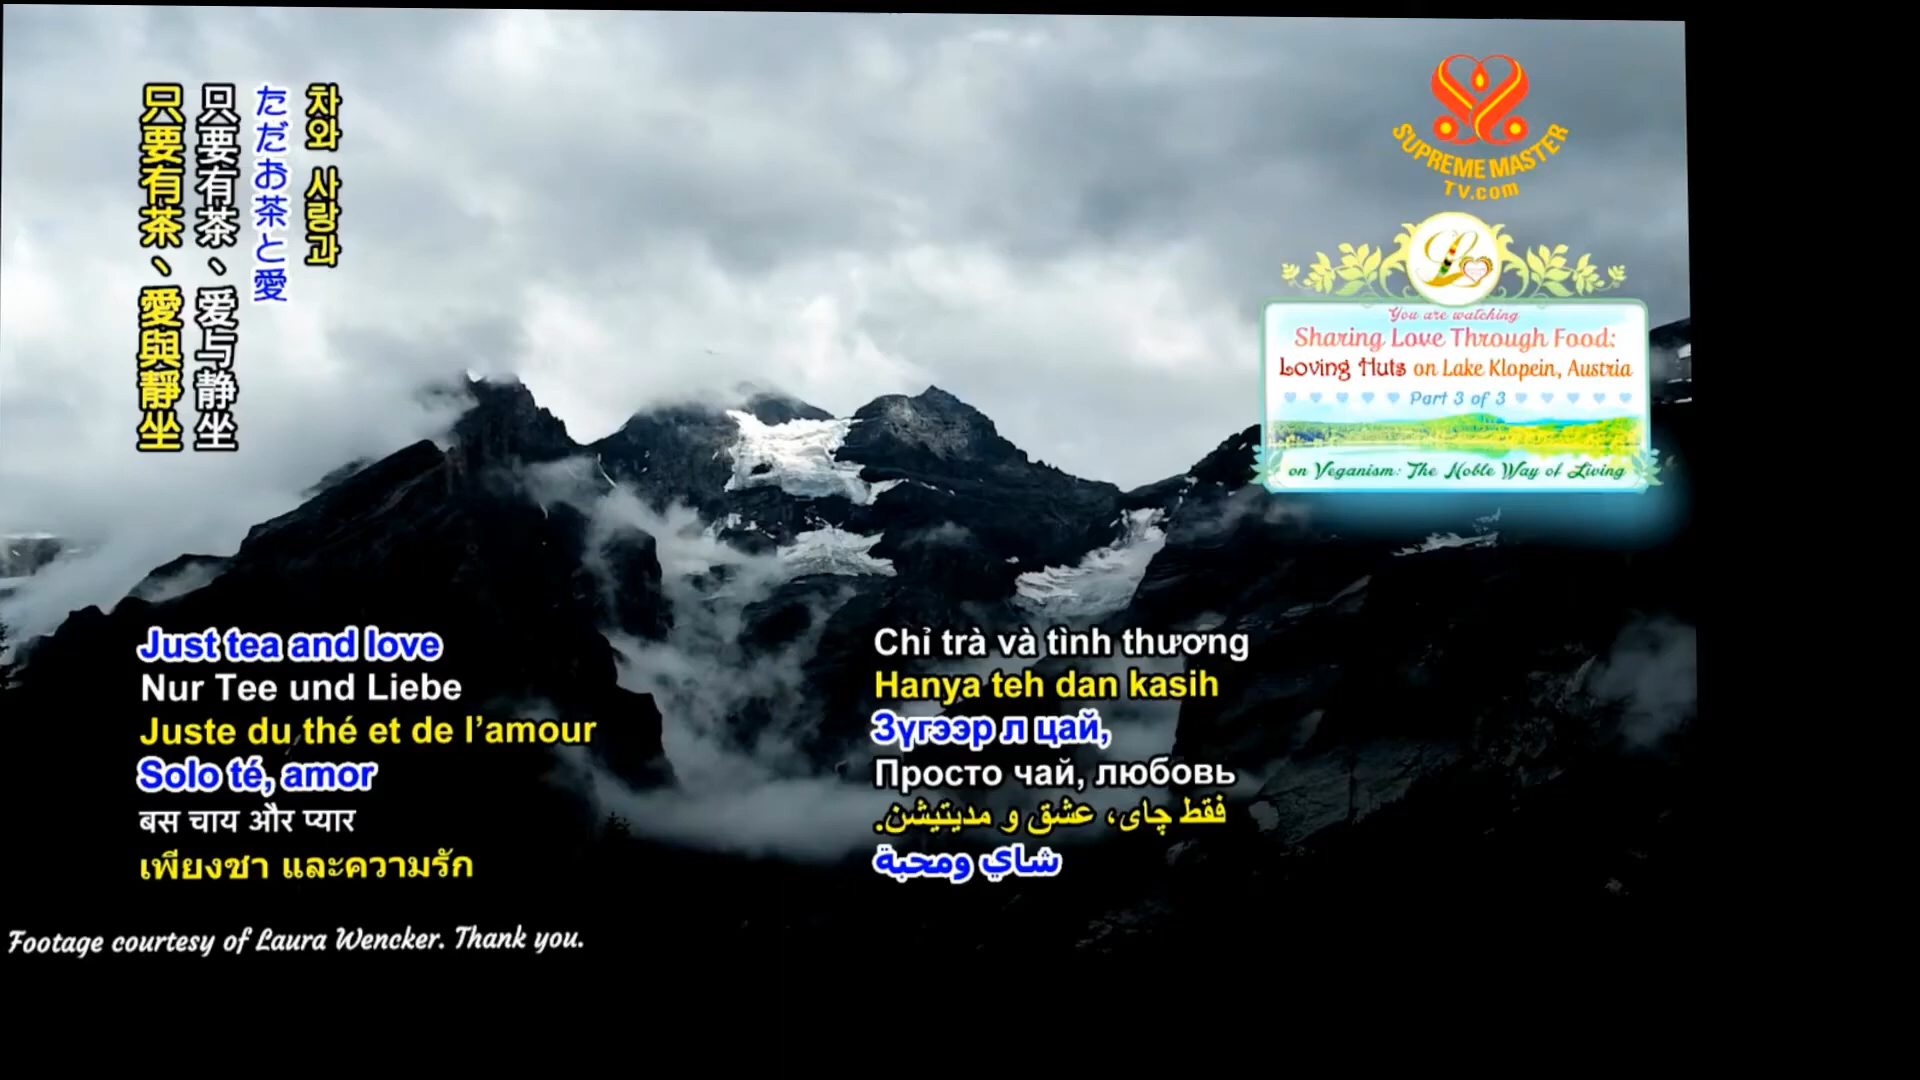 只要有茶、愛與靜坐
只要有茶、爱与静坐
ただお茶と愛
차와 사랑과
SUPREME MASTER
TV.com
You are watching
Sharing Love Through Food:
Loving Huts on Lake Klopein, Austria
Part 3 of 3
on Veganism: The Noble Way of Living
Just tea and love
Nur Tee und Liebe
Juste du thé et de l’amour
Solo té, amor
बस चाय और प्यार
เพียงชา และความรัก
Chỉ trà và tình thương
Hanya teh dan kasih
Зүгээр л цай,
Просто чай, любовь
فقط چای، عشق و مدیتیشن.
شاي ومحبة
Footage courtesy of Laura Wencker. Thank you.